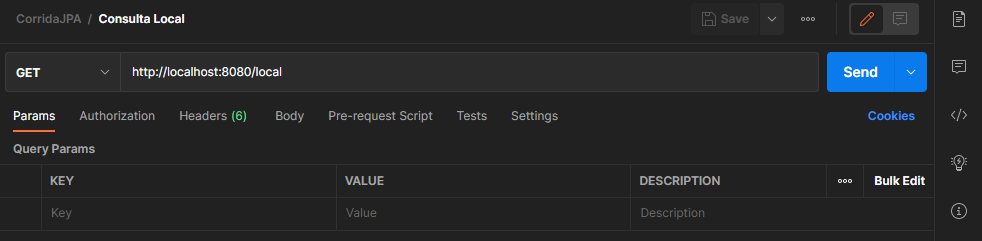 CorridaJPA / Consulta Local
Save
GET http://localhost:8080/local Send
Params Authorization Headers (6) Body Pre-request Script Tests Settings Cookies
Query Params
KEY VALUE DESCRIPTION Bulk Edit
Key Value Description